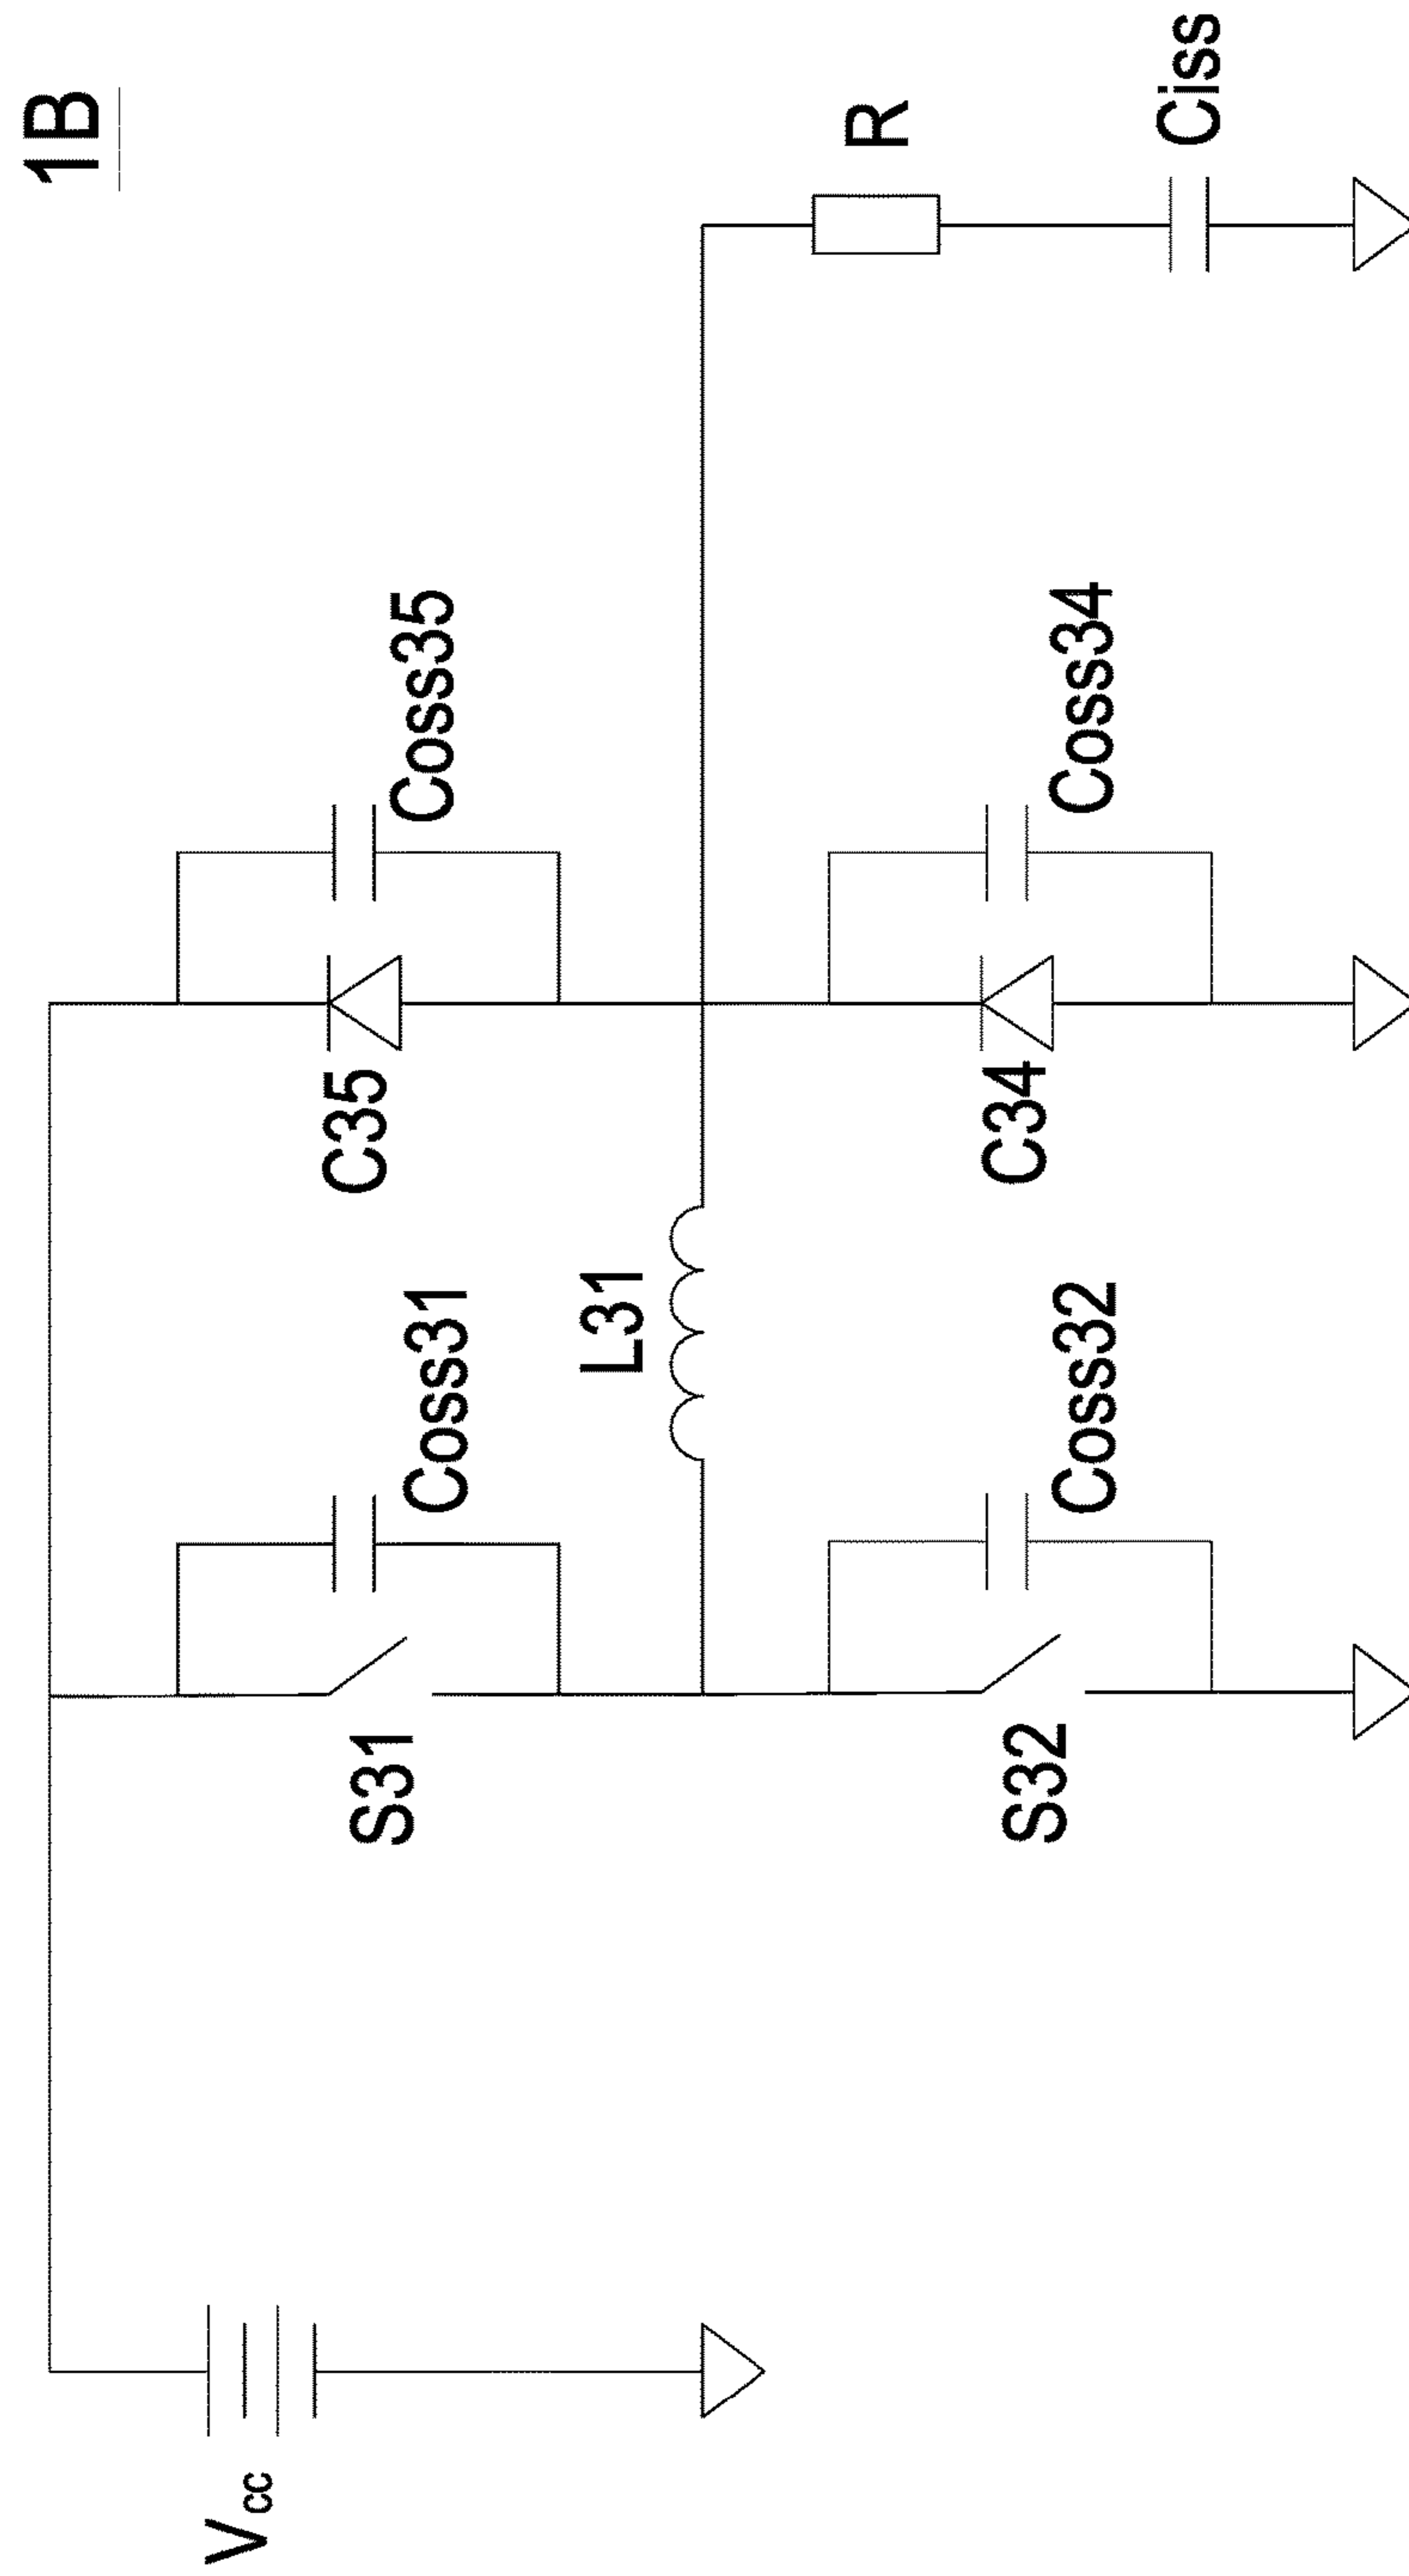 1B
Vcc
S31
Coss31
C35
Coss35
L31
R
S32
Coss32
C34
Coss34
Ciss